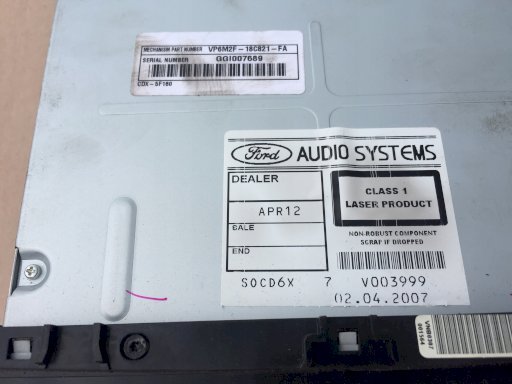 MECHANISM PART NUMBER VP6M2F-18C821-FA
SERIAL NUMBER GGI007689
CDX-5F160
Ford AUDIO SYSTEMS
DEALER
APR12
SALE
END
CLASS 1
LASER PRODUCT
NON-ROBUST COMPONENT
SCRAP IF DROPPED
SOCD6X 7 V003999
02.04.2007